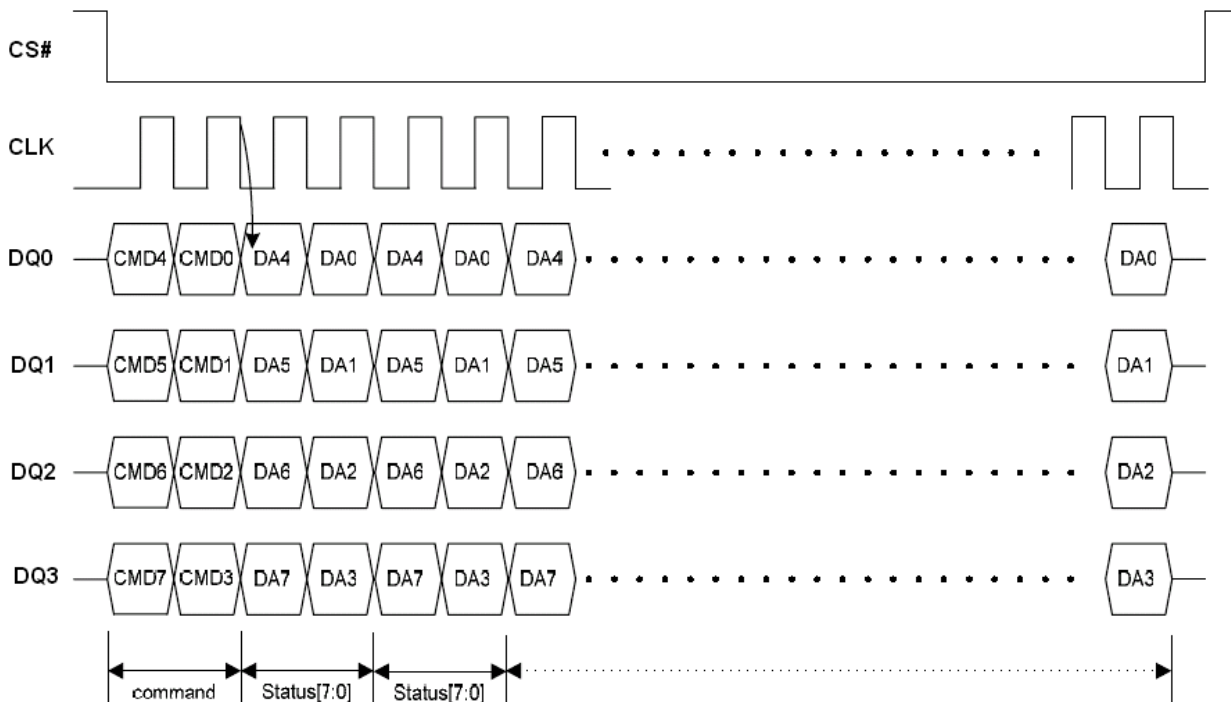 CS#
CLK
DQ0 CMD4 CMD0 DA4 DA0 DA4 DA0 DA4 DA0
DQ1 CMD5 CMD1 DA5 DA1 DA5 DA1 DA5 DA1
DQ2 CMD6 CMD2 DA6 DA2 DA6 DA2 DA6 DA2
DQ3 CMD7 CMD3 DA7 DA3 DA7 DA3 DA7 DA3
command Status[7:0] Status[7:0]